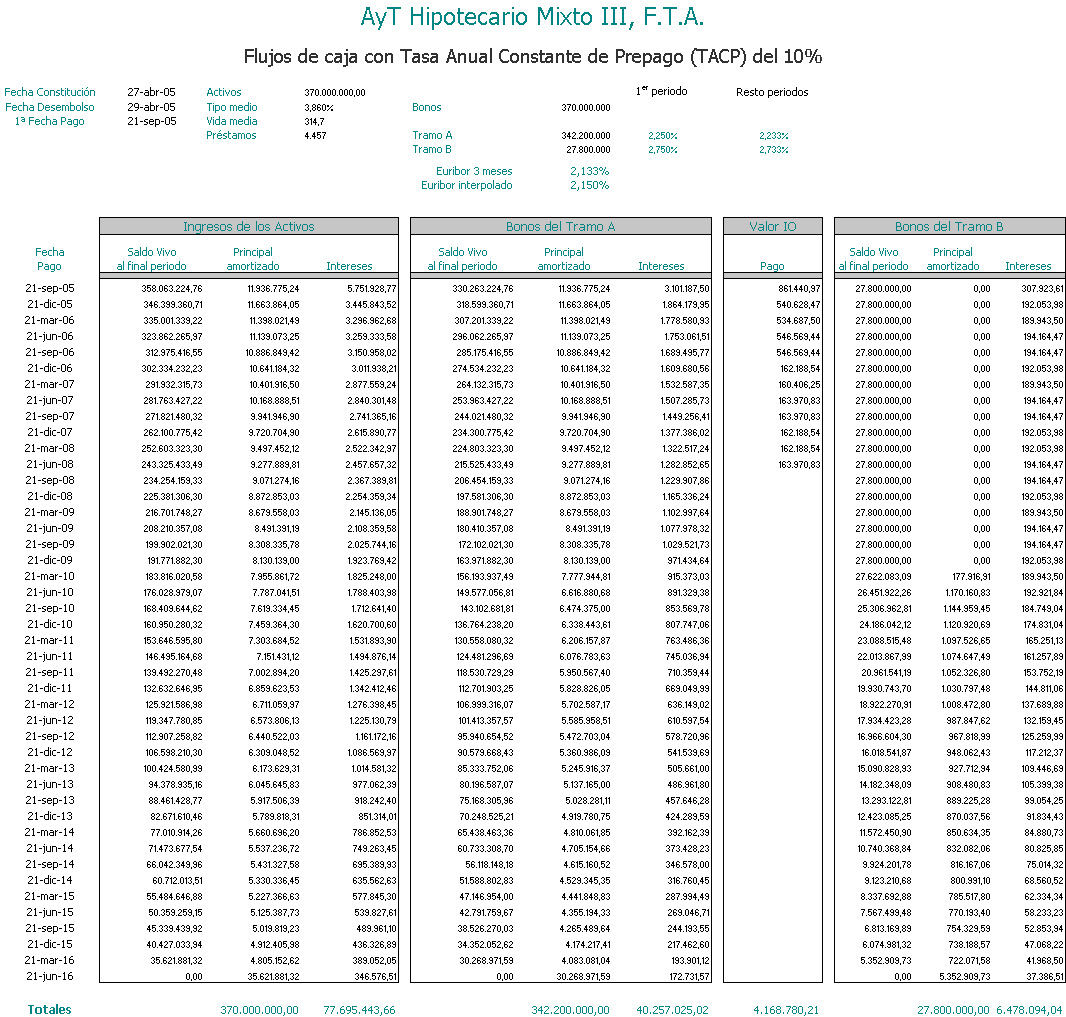 AyT Hipotecario Mixto III, F.T.A.
Flujos de caja con Tasa Anual Constante de Prepago (TACP) del 10%
Fecha Constitución 27-abr-05 Activos 370.000.000,00 1er periodo Resto periodos
Fecha Desembolso 29-abr-05 Tipo medio 3,860% Bonos 370.000.000
1ª Fecha Pago 21-sep-05 Vida media 314,7
Préstamos 4.457 Tramo A 342.200.000 2,250% 2,233%
Tramo B 27.800.000 2,750% 2,733%
Euribor 3 meses 2,133%
Euribor interpolado 2,150%
Ingresos de los Activos Bonos del Tramo A Valor IO Bonos del Tramo B
Fecha Saldo Vivo Principal Saldo Vivo Principal Saldo Vivo Principal
Pago al final periodo amortizado Intereses al final periodo amortizado Intereses Pago al final periodo amortizado Intereses
21-sep-05 358.063.224,76 11.936.775,24 5.751.928,77 330.263.224,76 11.936.775,24 3.101.187,50 861.440,97 27.800.000,00 0,00 307.923,61
21-dic-05 346.399.360,71 11.663.864,05 3.445.843,52 318.599.360,71 11.663.864,05 1.864.179,95 540.628,47 27.800.000,00 0,00 192.053,98
21-mar-06 335.001.339,22 11.398.021,49 3.296.962,68 307.201.339,22 11.398.021,49 1.778.580,93 534.687,50 27.800.000,00 0,00 189.943,50
21-jun-06 323.862.265,97 11.139.073,25 3.259.333,58 296.062.265,97 11.139.073,25 1.753.061,51 546.569,44 27.800.000,00 0,00 194.164,47
21-sep-06 312.975.416,55 10.886.849,42 3.150.958,02 285.175.416,55 10.886.849,42 1.689.495,77 546.569,44 27.800.000,00 0,00 194.164,47
21-dic-06 302.334.232,23 10.641.184,32 3.011.938,21 274.534.232,23 10.641.184,32 1.609.680,56 162.188,54 27.800.000,00 0,00 192.053,98
21-mar-07 291.932.315,73 10.401.916,50 2.877.559,24 264.132.315,73 10.401.916,50 1.532.587,35 160.406,25 27.800.000,00 0,00 189.943,50
21-jun-07 281.763.427,22 10.168.888,51 2.840.301,48 253.963.427,22 10.168.888,51 1.507.285,73 163.970,83 27.800.000,00 0,00 194.164,47
21-sep-07 271.821.480,32 9.941.946,90 2.741.365,16 244.021.480,32 9.941.946,90 1.449.256,41 163.970,83 27.800.000,00 0,00 194.164,47
21-dic-07 262.100.775,42 9.720.704,90 2.615.890,77 234.300.775,42 9.720.704,90 1.377.386,02 162.188,54 27.800.000,00 0,00 192.053,98
21-mar-08 252.603.323,30 9.497.452,12 2.522.342,97 224.803.323,30 9.497.452,12 1.322.517,24 162.188,54 27.800.000,00 0,00 192.053,98
21-jun-08 243.325.433,49 9.277.889,81 2.457.657,32 215.525.433,49 9.277.889,81 1.282.852,65 163.970,83 27.800.000,00 0,00 194.164,47
21-sep-08 234.254.159,33 9.071.274,16 2.367.389,81 206.454.159,33 9.071.274,16 1.229.907,86 27.800.000,00 0,00 194.164,47
21-dic-08 225.381.306,30 8.872.853,03 2.254.359,34 197.581.306,30 8.872.853,03 1.165.336,24 27.800.000,00 0,00 192.053,98
21-mar-09 216.701.748,27 8.679.558,03 2.145.136,05 188.901.748,27 8.679.558,03 1.102.997,64 27.800.000,00 0,00 189.943,50
21-jun-09 208.210.357,08 8.491.391,19 2.108.359,58 180.410.357,08 8.491.391,19 1.077.978,32 27.800.000,00 0,00 194.164,47
21-sep-09 199.902.021,30 8.308.335,78 2.025.744,16 172.102.021,30 8.308.335,78 1.029.521,73 27.800.000,00 0,00 194.164,47
21-dic-09 191.771.882,30 8.130.139,00 1.923.769,42 163.971.882,30 8.130.139,00 971.434,64 27.800.000,00 0,00 192.053,98
21-mar-10 183.816.020,58 7.955.861,72 1.825.248,00 156.193.937,49 7.777.944,81 915.373,03 27.622.083,09 177.916,91 189.943,50
21-jun-10 176.028.979,07 7.787.041,51 1.788.403,98 149.577.056,81 6.616.880,68 891.329,38 26.451.922,26 1.170.160,83 192.921,84
21-sep-10 168.409.644,62 7.619.334,45 1.712.641,40 143.102.681,81 6.474.375,00 853.569,78 25.306.962,81 1.144.959,45 184.749,04
21-dic-10 160.950.280,32 7.459.364,30 1.620.700,60 136.764.238,20 6.338.443,61 807.747,06 24.186.042,12 1.120.920,69 174.831,04
21-mar-11 153.646.595,80 7.303.684,52 1.531.893,90 130.558.080,32 6.206.157,87 763.486,36 23.088.515,48 1.097.526,65 165.251,13
21-jun-11 146.495.164,68 7.151.431,12 1.494.876,14 124.481.296,69 6.076.783,63 745.036,94 22.013.867,99 1.074.647,49 161.257,89
21-sep-11 139.492.270,48 7.002.894,20 1.425.297,61 118.530.729,29 5.950.567,40 710.359,44 20.961.541,19 1.052.326,80 153.752,19
21-dic-11 132.632.646,95 6.859.623,53 1.342.412,46 112.701.903,25 5.828.826,05 669.049,99 19.930.743,70 1.030.797,48 144.811,06
21-mar-12 125.921.586,98 6.711.059,97 1.276.398,45 106.999.316,07 5.702.587,17 636.149,02 18.922.270,91 1.008.472,80 137.689,88
21-jun-12 119.347.780,85 6.573.806,13 1.225.130,79 101.413.357,57 5.585.958,51 610.597,54 17.934.423,28 987.847,62 132.159,45
21-sep-12 112.907.258,82 6.440.522,03 1.161.172,16 95.940.654,52 5.472.703,04 578.720,96 16.966.604,30 967.818,99 125.259,99
21-dic-12 106.598.210,30 6.309.048,52 1.086.569,97 90.579.668,43 5.360.986,09 541.539,69 16.018.541,87 948.062,43 117.212,37
21-mar-13 100.424.580,99 6.173.629,31 1.014.581,32 85.333.752,06 5.245.916,37 505.661,00 15.090.828,93 927.712,94 109.446,69
21-jun-13 94.378.935,16 6.045.645,83 977.062,39 80.196.587,07 5.137.165,00 486.961,80 14.182.348,09 908.480,83 105.399,38
21-sep-13 88.461.428,77 5.917.506,39 918.242,40 75.168.305,96 5.028.281,11 457.646,28 13.293.122,81 889.225,28 99.054,25
21-dic-13 82.671.610,46 5.789.818,31 851.314,01 70.248.525,21 4.919.780,75 424.289,59 12.423.085,25 870.037,56 91.834,43
21-mar-14 77.010.914,26 5.660.696,20 786.852,53 65.438.463,36 4.810.061,85 392.162,39 11.572.450,90 850.634,35 84.880,73
21-jun-14 71.473.677,54 5.537.236,72 749.263,45 60.733.308,70 4.705.154,66 373.428,23 10.740.368,84 832.082,06 80.825,85
21-sep-14 66.042.349,96 5.431.327,58 695.389,93 56.118.148,18 4.615.160,52 346.578,00 9.924.201,78 816.167,06 75.014,32
21-dic-14 60.712.013,51 5.330.336,45 635.562,63 51.588.802,83 4.529.345,35 316.760,45 9.123.210,68 800.991,10 68.560,52
21-mar-15 55.484.646,88 5.227.366,63 577.845,30 47.146.954,00 4.441.848,83 287.994,49 8.337.692,88 785.517,80 62.334,34
21-jun-15 50.359.259,15 5.125.387,73 539.827,61 42.791.759,67 4.355.194,33 269.046,71 7.567.499,48 770.193,40 58.233,23
21-sep-15 45.339.439,92 5.019.819,23 489.961,10 38.526.270,03 4.265.489,64 244.193,55 6.813.169,89 754.329,59 52.853,94
21-dic-15 40.427.033,94 4.912.405,98 436.326,89 34.352.052,62 4.174.217,41 217.462,60 6.074.981,32 738.188,57 47.068,22
21-mar-16 35.621.881,32 4.805.152,62 389.052,05 30.268.971,59 4.083.081,04 193.901,12 5.352.909,73 722.071,58 41.968,50
21-jun-16 0,00 35.621.881,32 346.576,51 0,00 30.268.971,59 172.731,57 0,00 5.352.909,73 37.386,51
Totales 370.000.000,00 77.695.443,66 342.200.000,00 40.257.025,02 4.168.780,21 27.800.000,00 6.478.094,04